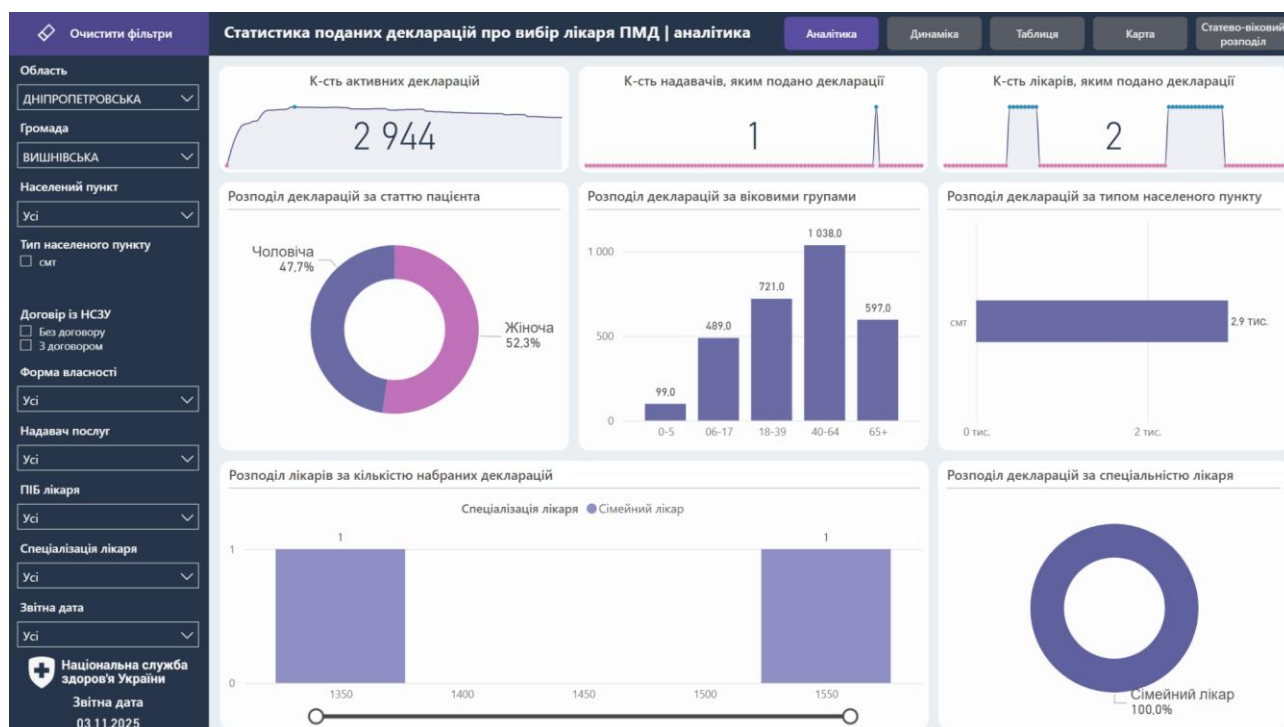 Очистити фільтри
Статистика поданих декларацій про вибір лікаря ПМД | аналітика
Аналітика
Динаміка
Таблиця
Карта
Статево-віковий
розподіл
Область
ДНІПРОПЕТРОВСЬКА
Громада
ВИШНІВСЬКА
Населений пункт
Усі
Тип населеного пункту
смт
Договір із НСЗУ
Без договору
З договором
Форма власності
Усі
Надавач послуг
Усі
ПІБ лікаря
Усі
Спеціалізація лікаря
Усі
Звітна дата
Усі
Національна служба
здоров'я України
Звітна дата
03.11.2025
К-сть активних декларацій
2 944
К-сть надавачів, яким подано декларації
1
К-сть лікарів, яким подано декларації
2
Розподіл декларацій за статтю пацієнта
Чоловіча
47,7%
Жіноча
52,3%
Розподіл декларацій за віковими групами
1 000
500
0
99,0
489,0
721,0
1 038,0
597,0
0-5
06-17
18-39
40-64
65+
Розподіл декларацій за типом населеного пункту
смт
2,9 тис.
0 тис.
2 тис.
Розподіл лікарів за кількістю набраних декларацій
Спеціалізація лікаря Сімейний лікар
1
0
1
1
1350
1400
1450
1500
1550
Розподіл декларацій за спеціальністю лікаря
Сімейний лікар
100,0%